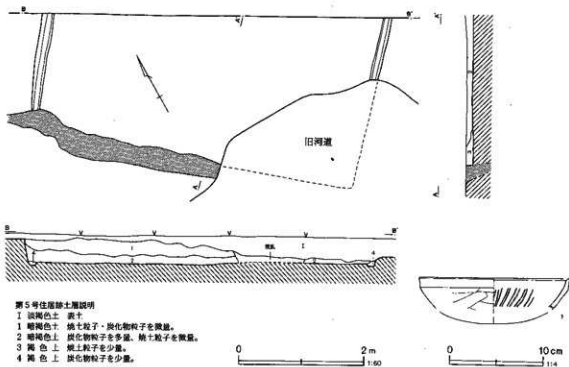 B
B'
A
旧河道
A'
B
B'
I
1
2
3
4
第5号住居跡土層説明
I 淡褐色土 表土
1 暗褐色土 焼土粒子・炭化物粒子を微量。
2 暗褐色土 炭化物粒子を多量、焼土粒子を微量。
3 褐色土 焼土粒子を少量。
4 褐色土 炭化物粒子を少量。
0 2m
1:60
0 10cm
1:4